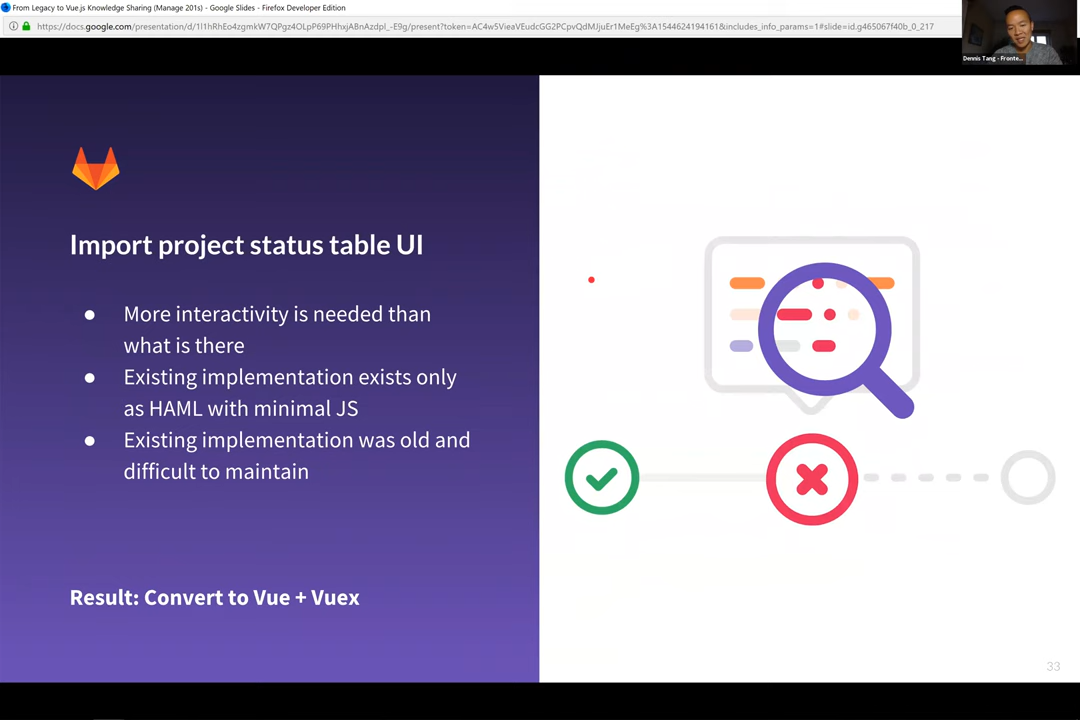 From Legacy to Vue.js Knowledge Sharing (Manage 201s) - Google Slides - Firefox Developer Edition
https://docs.google.com/presentation/d/1l1hRhEo4zgmkW7QPgz4OLpP69PHhxjA8nAzdpl_-E9g/present?token=AC4w5VieaVEudcGG2PCpvQdMJjuEr1MeEg%3A1544624194161&includes_info_params=1#slide=id.g465067f40b_0_217
Dennis Tang - Fronte...
Import project status table UI
● More interactivity is needed than
what is there
● Existing implementation exists only
as HAML with minimal JS
● Existing implementation was old and
difficult to maintain
Result: Convert to Vue + Vuex
33